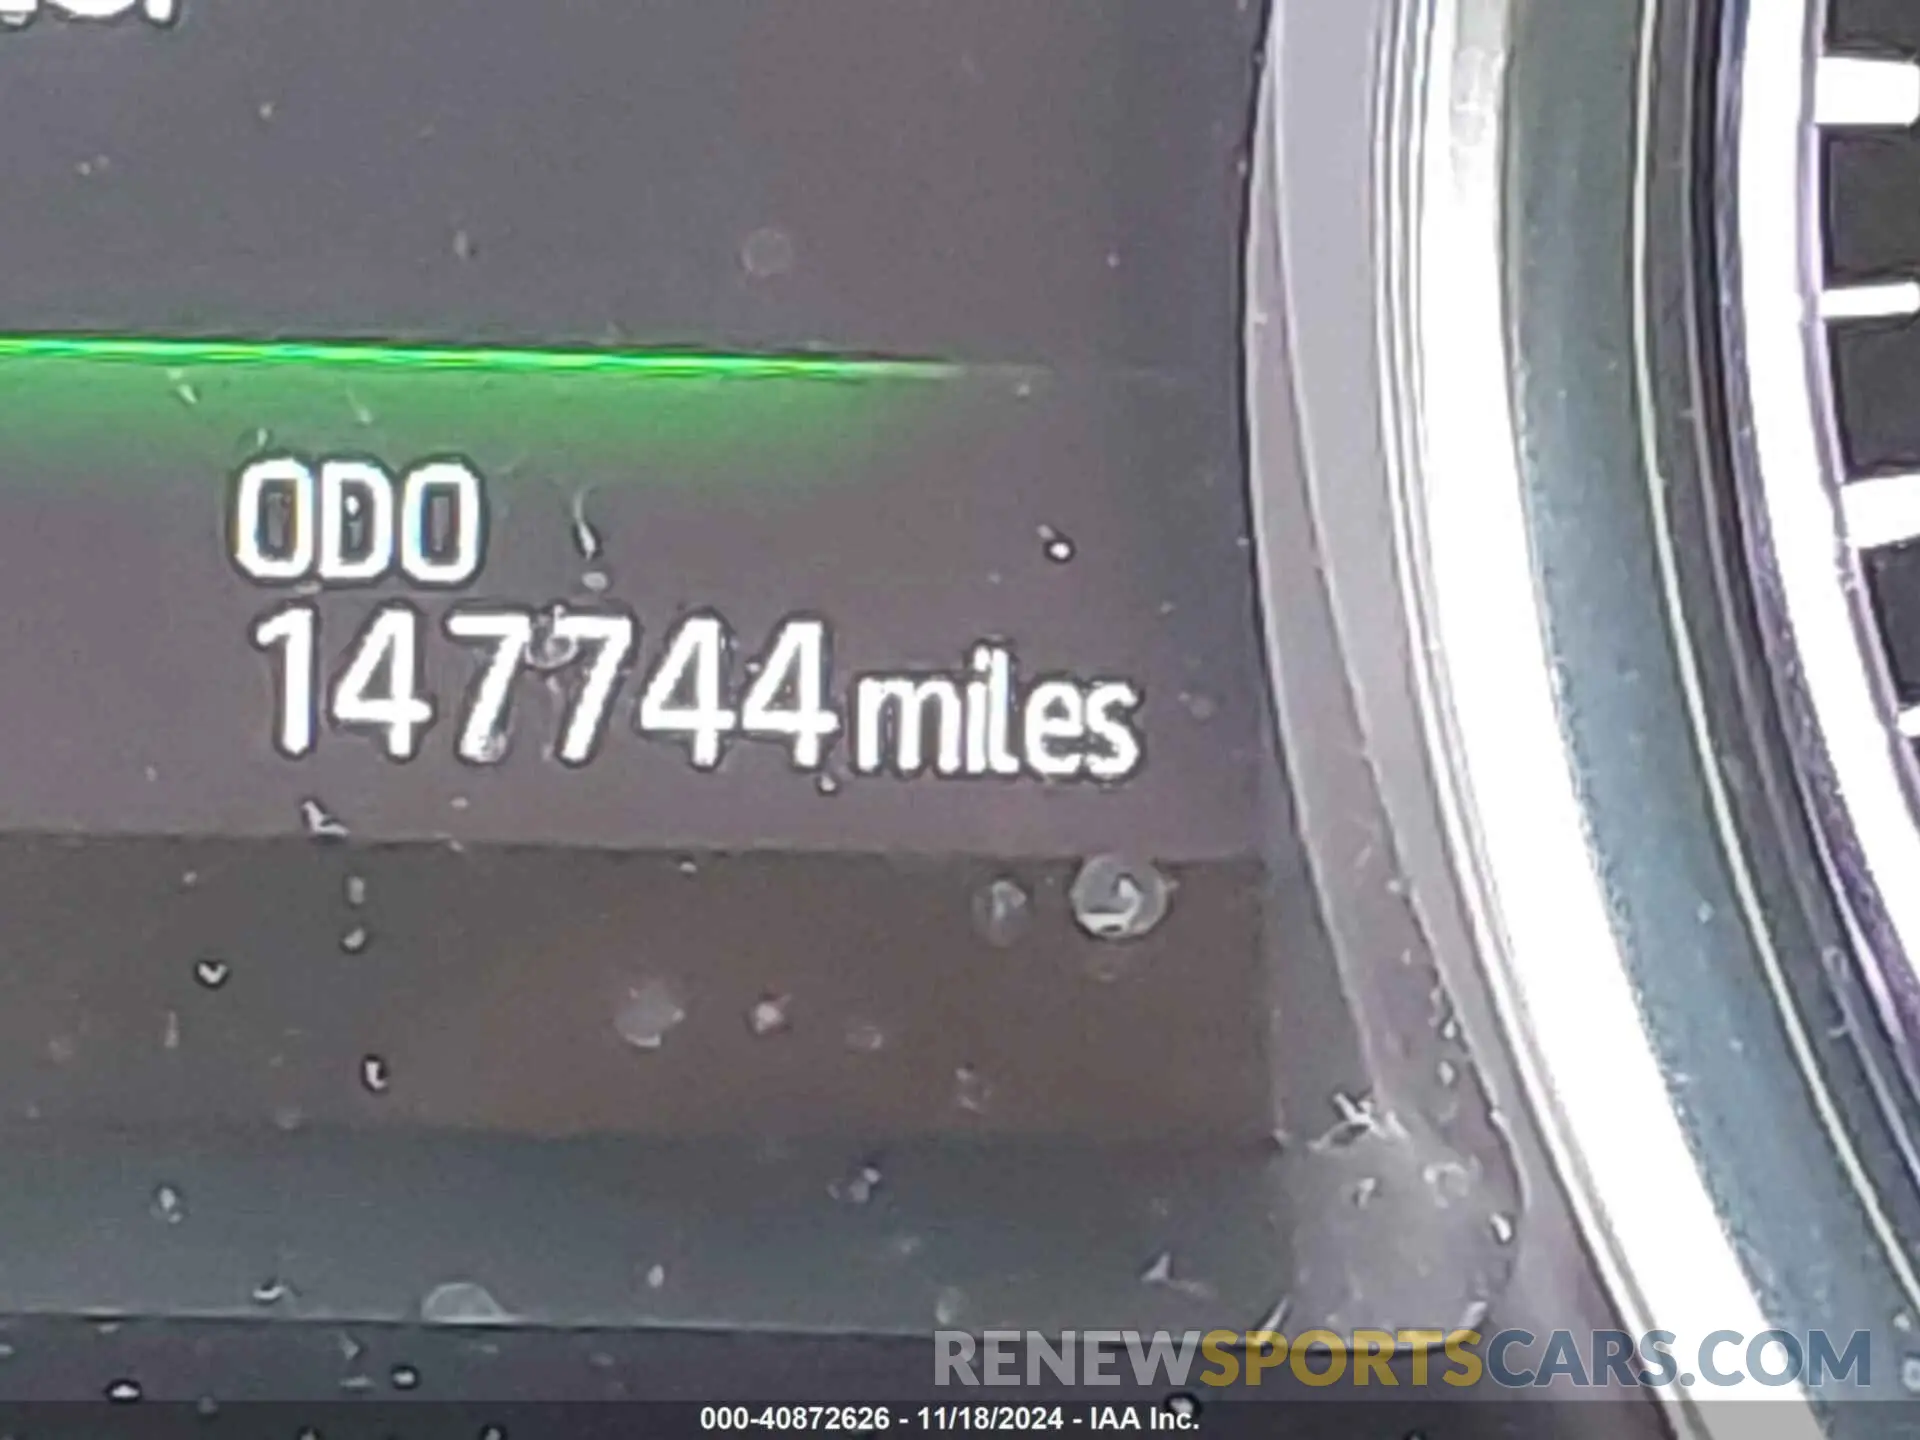 ODO
147744 miles
RENEWSPORTSCARS.COM
000-40872626 - 11/18/2024 - IAA Inc.